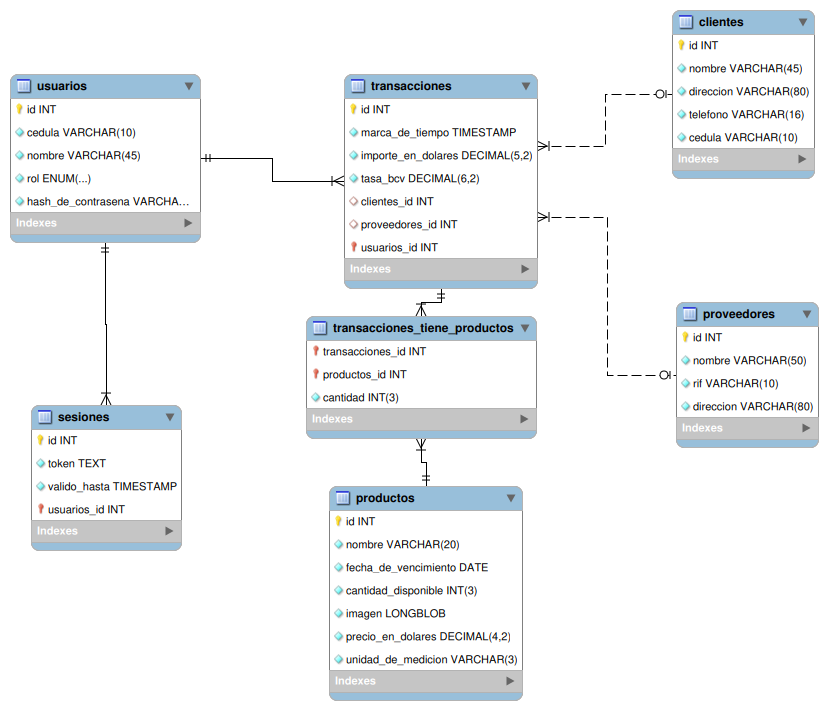 clientes
id INT
nombre VARCHAR(45)
direccion VARCHAR(80)
telefono VARCHAR(16)
cedula VARCHAR(10)
Indexes
usuarios
id INT
cedula VARCHAR(10)
nombre VARCHAR(45)
rol ENUM(...)
hash_de_contrasena VARCHA...
Indexes
transacciones
id INT
marca_de_tiempo TIMESTAMP
importe_en_dolares DECIMAL(5,2)
tasa_bcv DECIMAL(6,2)
clientes_id INT
proveedores_id INT
usuarios_id INT
Indexes
proveedores
id INT
nombre VARCHAR(50)
rif VARCHAR(10)
direccion VARCHAR(80)
Indexes
transacciones_tiene_productos
transacciones_id INT
productos_id INT
cantidad INT(3)
Indexes
sesiones
id INT
token TEXT
valido_hasta TIMESTAMP
usuarios_id INT
Indexes
productos
id INT
nombre VARCHAR(20)
fecha_de_vencimiento DATE
cantidad_disponible INT(3)
imagen LONGBLOB
precio_en_dolares DECIMAL(4,2)
unidad_de_medicion VARCHAR(3)
Indexes